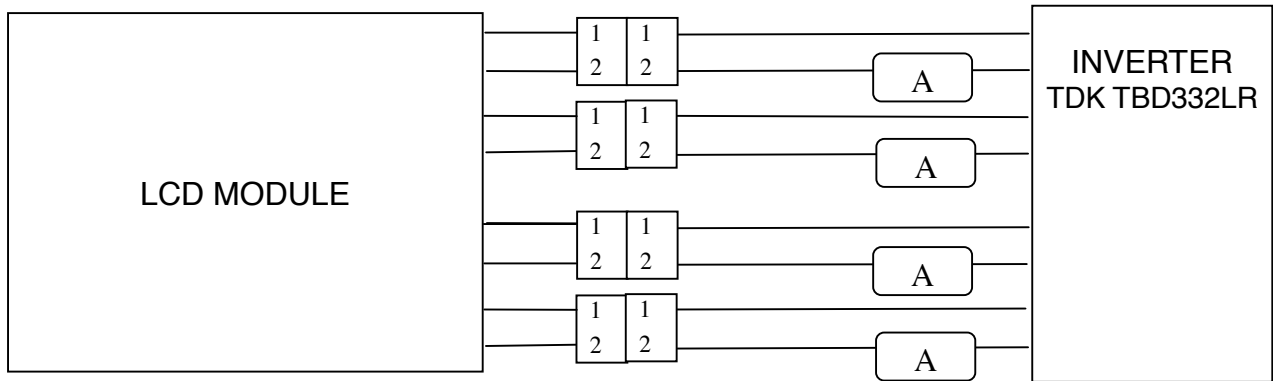 LCD MODULE
1 1
2 2
A
1 1
2 2
A
1 1
2 2
A
1 1
2 2
A
INVERTER
TDK TBD332LR